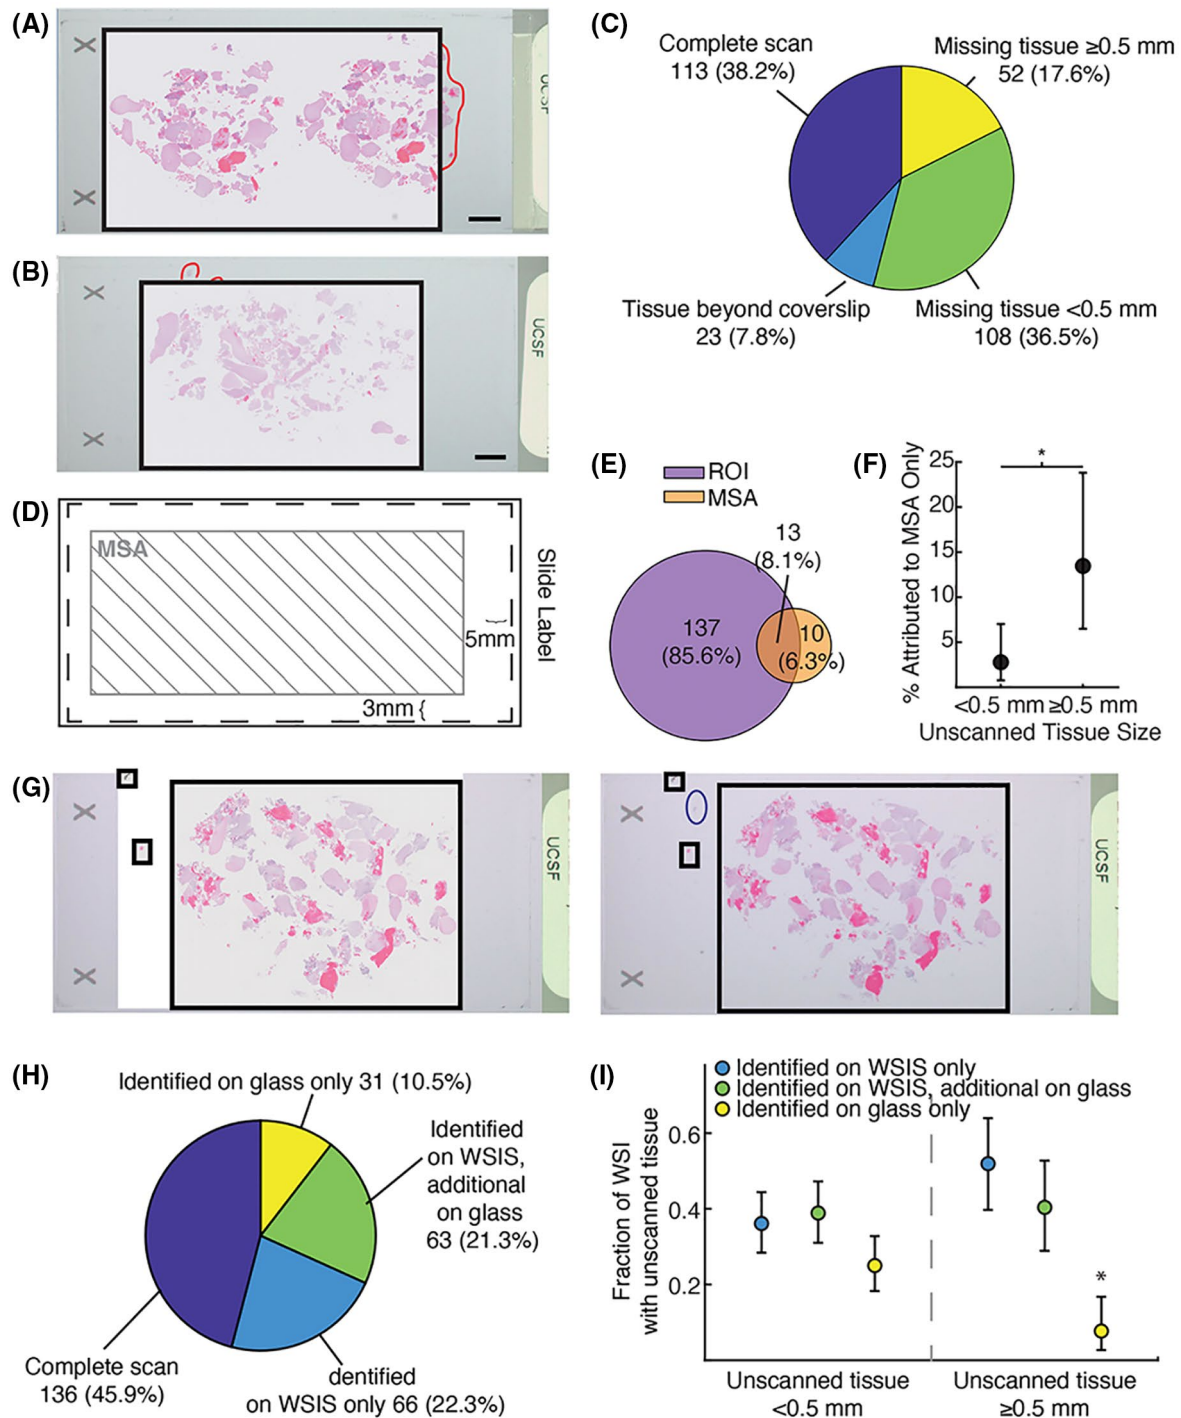 (A)
UCSF
(B)
UCSF
(C)
Complete scan
113 (38.2%)
Missing tissue ≥0.5 mm
52 (17.6%)
Tissue beyond coverslip
23 (7.8%)
Missing tissue <0.5 mm
108 (36.5%)
(D)
MSA
5mm
3mm {
Slide Label
(E)
ROI
MSA
13
(8.1%)
137
(85.6%)
10
(6.3%)
(F)
% Attributed to MSA Only
25
20
15
10
5
*
<0.5 mm ≥0.5 mm
Unscanned Tissue Size
(G)
UCSF
UCSF
(H)
Identified on glass only 31 (10.5%)
Identified
on WSIS,
additional
on glass
63 (21.3%)
Complete scan
136 (45.9%)
dentified
on WSIS only 66 (22.3%)
(I)
Identified on WSIS only
Identified on WSIS, additional on glass
Identified on glass only
Fraction of WSI
with unscanned tissue
0.6
0.4
0.2
*
Unscanned tissue
<0.5 mm
Unscanned tissue
≥0.5 mm